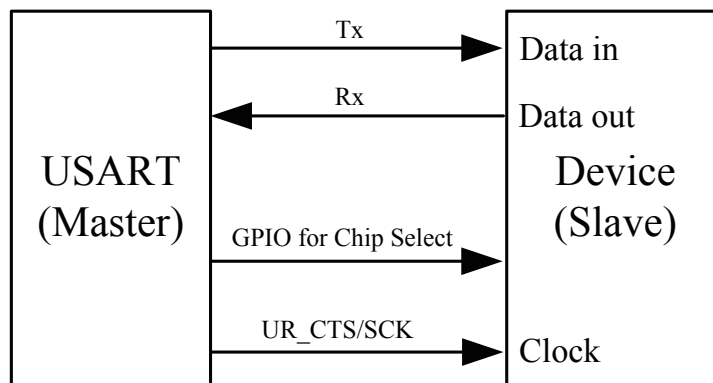 Tx
Data in
Rx
Data out
USART
(Master)
Device
(Slave)
GPIO for Chip Select
UR_CTS/SCK
Clock